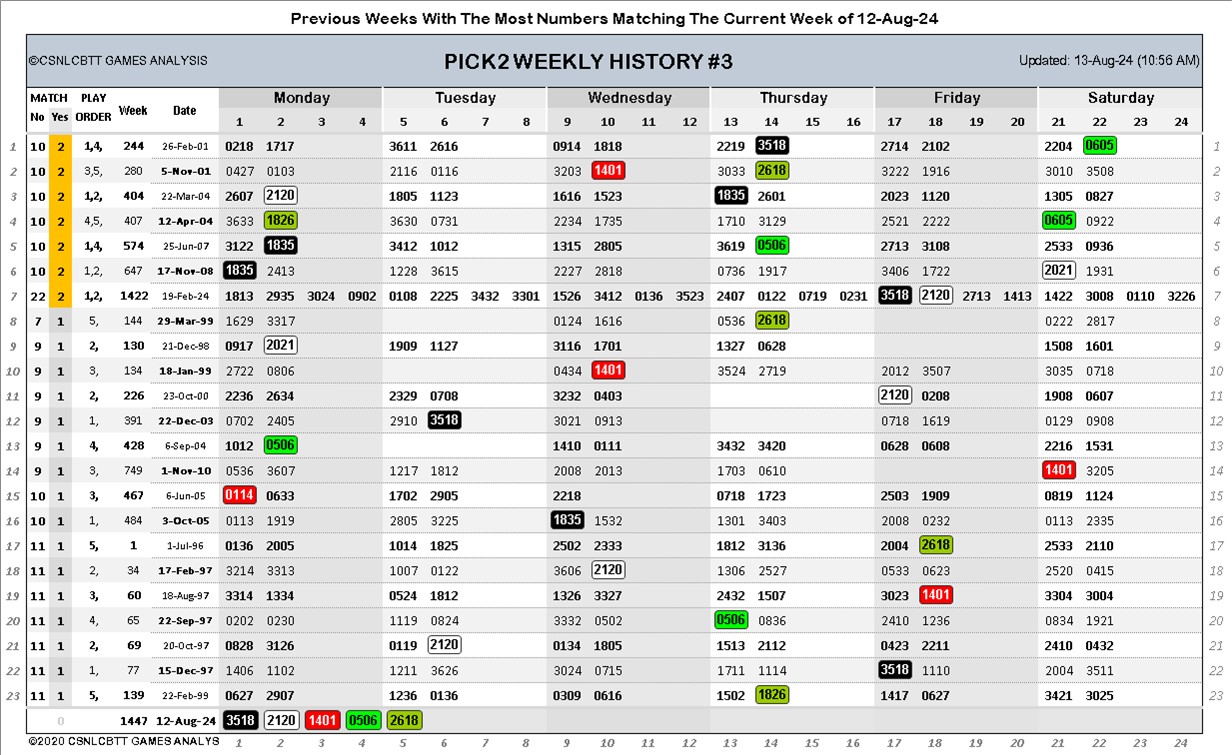 Previous Weeks With The Most Numbers Matching The Current Week of 12-Aug-24
©CSNLCBTT GAMES ANALYSIS PICK2 WEEKLY HISTORY #3 Updated: 13-Aug-24 (10:56 AM)
MATCH PLAY Week Date Monday Tuesday Wednesday Thursday Friday Saturday
No Yes ORDER 1 2 3 4 5 6 7 8 9 10 11 12 13 14 15 16 17 18 19 20 21 22 23 24
1 10 2 1,4, 244 26-Feb-01 0218 1717 3611 2616 0914 1818 2219 3518 2714 2102 2204 0605 1
2 10 2 3,5, 280 5-Nov-01 0427 0103 2116 0116 3203 1401 3033 2618 3222 1916 3010 3508 2
3 10 2 1,2, 404 22-Mar-04 2607 2120 1805 1123 1616 1523 1835 2601 2023 1120 1305 0827 3
4 10 2 4,5, 407 12-Apr-04 3633 1826 3630 0731 2234 1735 1710 3129 2521 2222 0605 0922 4
5 10 2 1,4, 574 25-Jun-07 3122 1835 3412 1012 1315 2805 3619 0506 2713 3108 2533 0936 5
6 10 2 1,2, 647 17-Nov-08 1835 2413 1228 3615 2227 2818 0736 1917 3406 1722 2021 1931 6
7 22 2 1,2, 1422 19-Feb-24 1813 2935 3024 0902 0108 2225 3432 3301 1526 3412 0136 3523 2407 0122 0719 0231 3518 2120 2713 1413 1422 3008 0110 3226 7
8 7 1 5, 144 29-Mar-99 1629 3317 0124 1616 0536 2618 0222 2817 8
9 9 1 2, 130 21-Dec-98 0917 2021 1909 1127 3116 1701 1327 0628 1508 1601 9
10 9 1 3, 134 18-Jan-99 2722 0806 0434 1401 3524 2719 2012 3507 3035 0718 10
11 9 1 2, 226 23-Oct-00 2236 2634 2329 0708 3232 0403 2120 0208 1908 0607 11
12 9 1 1, 391 22-Dec-03 0702 2405 2910 3518 3021 0913 0718 1619 0129 0908 12
13 9 1 4, 428 6-Sep-04 1012 0506 1410 0111 3432 3420 0628 0608 2216 1531 13
14 9 1 3, 749 1-Nov-10 0536 3607 1217 1812 2008 2013 1703 0610 1401 3205 14
15 10 1 3, 467 6-Jun-05 0114 0633 1702 2905 2218 0718 1723 2503 1909 0819 1124 15
16 10 1 1, 484 3-Oct-05 0113 1919 2805 3225 1835 1532 1301 3403 2008 0232 0113 2335 16
17 11 1 5, 1 1-Jul-96 0136 2005 1014 1825 2502 2333 1812 3136 2004 2618 2533 2110 17
18 11 1 2, 34 17-Feb-97 3214 3313 1007 0122 3606 2120 1306 2527 0533 0623 2520 0415 18
19 11 1 3, 60 18-Aug-97 3314 1334 0524 1812 1326 3327 2432 1507 3023 1401 3304 3004 19
20 11 1 4, 65 22-Sep-97 0202 0230 1119 0824 3332 0502 0506 0836 2410 1236 0834 1921 20
21 11 1 2, 69 20-Oct-97 0828 3126 0119 2120 0134 1805 1513 2112 0423 2211 2410 0432 21
22 11 1 1, 77 15-Dec-97 1406 1102 1211 3626 3024 0715 1711 1114 3518 1110 2004 3511 22
23 11 1 5, 139 22-Feb-99 0627 2907 1236 0136 0309 0616 1502 1826 1417 0627 3421 3025 23
0 1447 12-Aug-24 3518 2120 1401 0506 2618
©2020 CSNLCBTT GAMES ANALYS 1 2 3 4 5 6 7 8 9 10 11 12 13 14 15 16 17 18 19 20 21 22 23 24